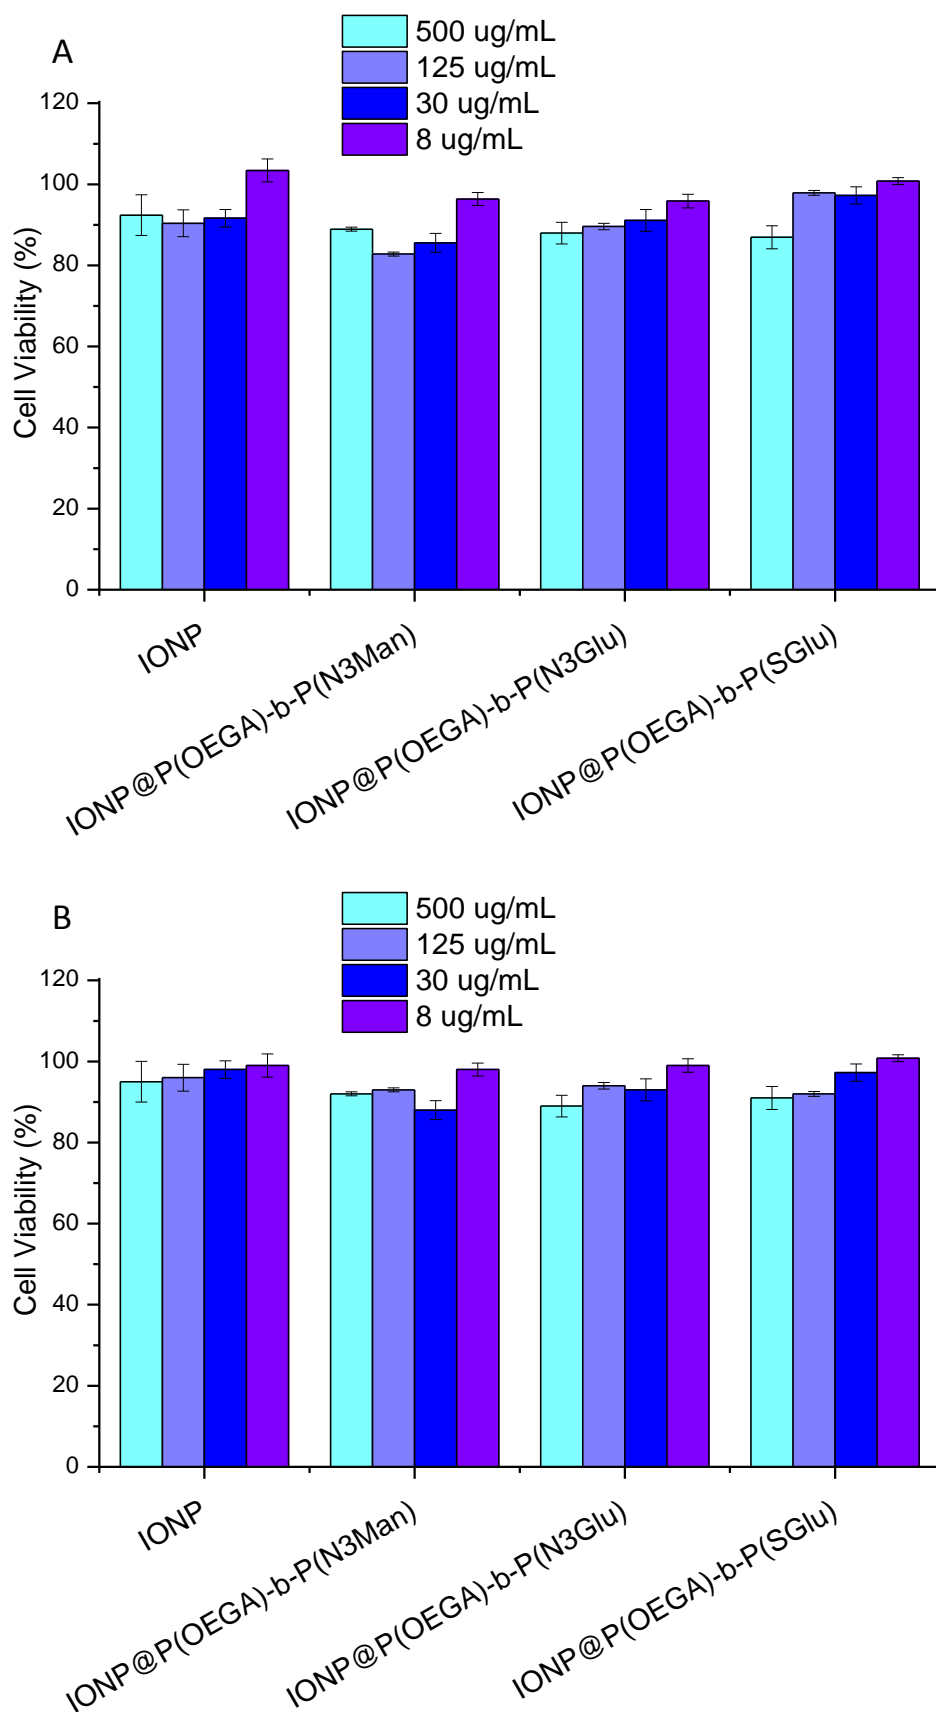 A
500 ug/mL
125 ug/mL
30 ug/mL
8 ug/mL
120
100
80
60
40
20
0
Cell Viability (%)
IONP
IONP@P(OEGA)-b-P(N3Man)
IONP@P(OEGA)-b-P(N3Glu)
IONP@P(OEGA)-b-P(SGlu)
B
500 ug/mL
125 ug/mL
30 ug/mL
8 ug/mL
120
100
80
60
40
20
0
Cell Viability (%)
IONP
IONP@P(OEGA)-b-P(N3Man)
IONP@P(OEGA)-b-P(N3Glu)
IONP@P(OEGA)-b-P(SGlu)